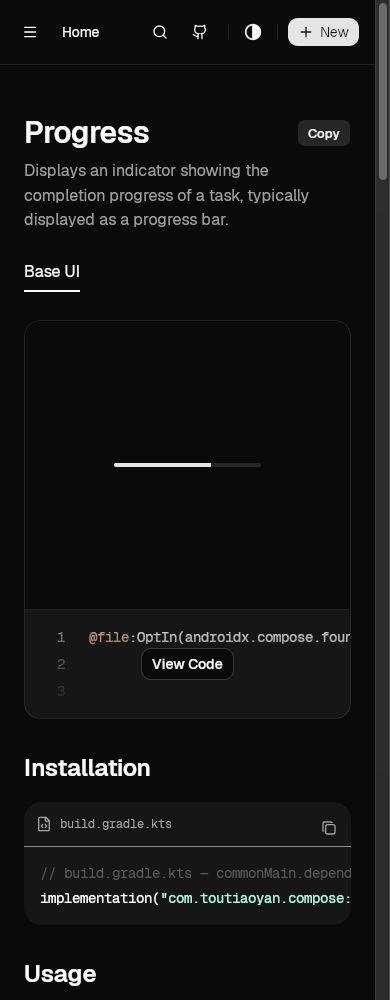 Home
New
Progress
Copy
Displays an indicator showing the
completion progress of a task, typically
displayed as a progress bar.
Base UI
1 @file:OptIn(androidx.compose.four
2
View Code
3
Installation
build.gradle.kts
// build.gradle.kts — commonMain.depend
implementation("com.toutiaoyan.compose:
Usage